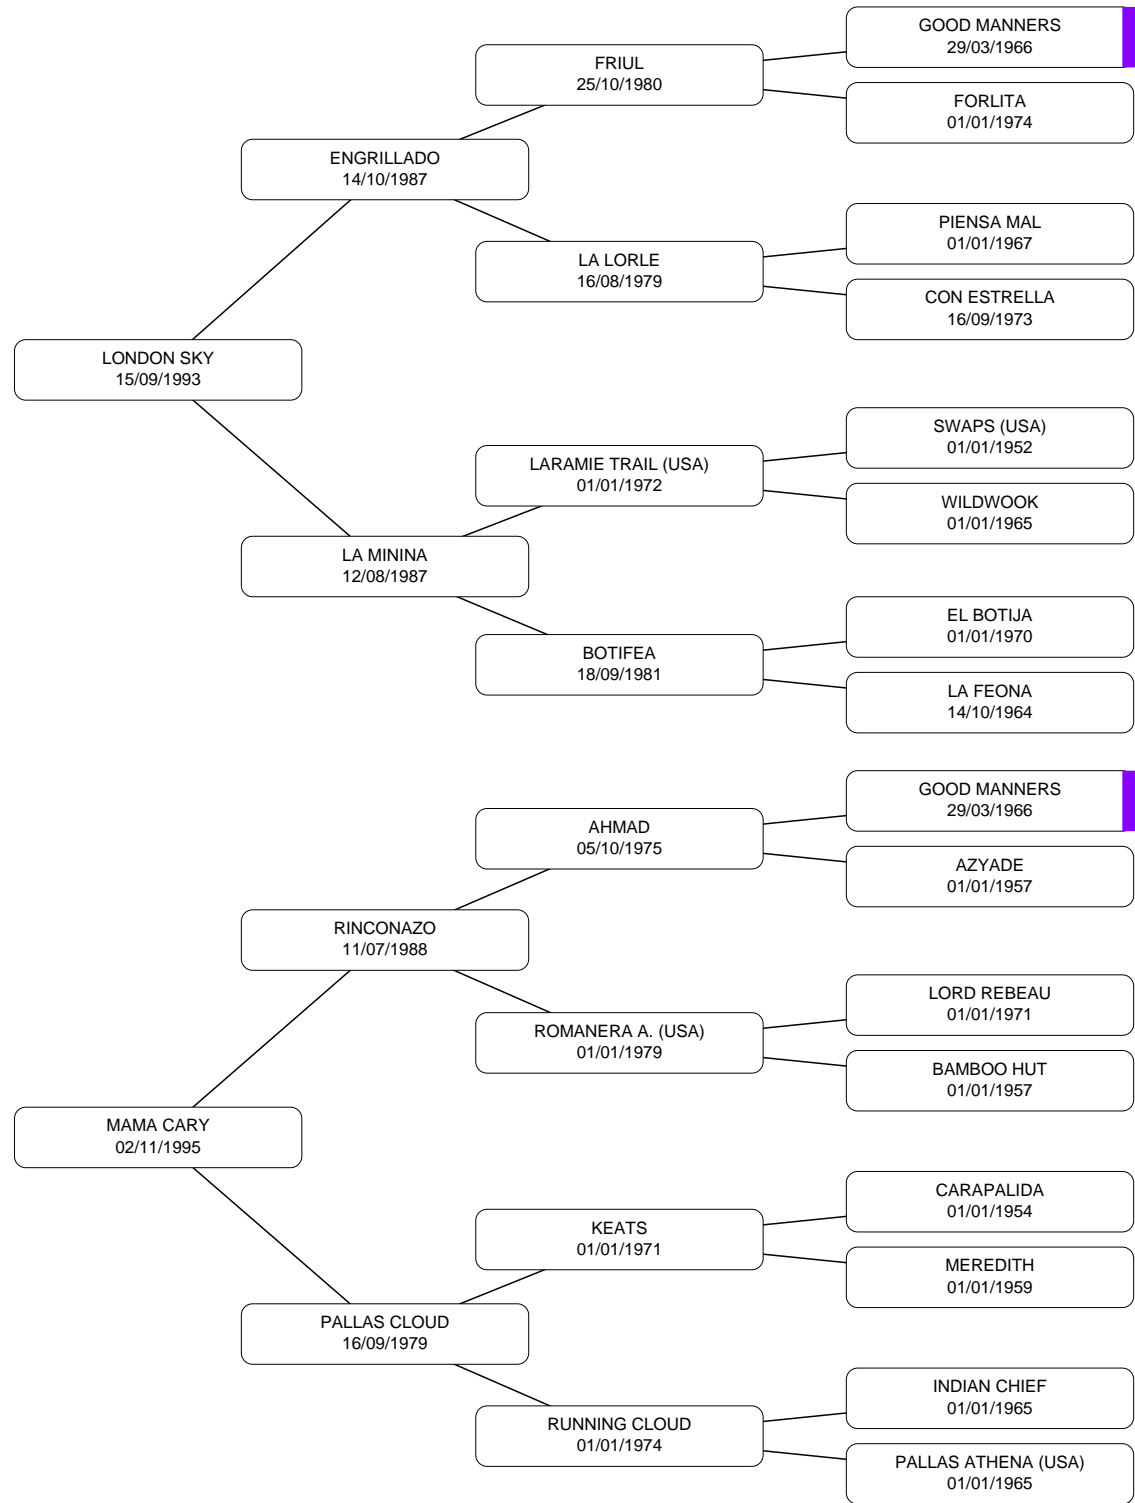 GOOD MANNERS
29/03/1966
FRIUL
25/10/1980
FORLITA
01/01/1974
ENGRILLADO
14/10/1987
PIENSA MAL
01/01/1967
LA LORLE
16/08/1979
CON ESTRELLA
16/09/1973
LONDON SKY
15/09/1993
SWAPS (USA)
01/01/1952
LARAMIE TRAIL (USA)
01/01/1972
WILDWOOK
01/01/1965
LA MININA
12/08/1987
EL BOTIJA
01/01/1970
BOTIFEA
18/09/1981
LA FEONA
14/10/1964
GOOD MANNERS
29/03/1966
AHMAD
05/10/1975
AZYADE
01/01/1957
RINCONAZO
11/07/1988
LORD REBEAU
01/01/1971
ROMANERA A. (USA)
01/01/1979
BAMBOO HUT
01/01/1957
MAMA CARY
02/11/1995
CARAPALIDA
01/01/1954
KEATS
01/01/1971
MEREDITH
01/01/1959
PALLAS CLOUD
16/09/1979
INDIAN CHIEF
01/01/1965
RUNNING CLOUD
01/01/1974
PALLAS ATHENA (USA)
01/01/1965